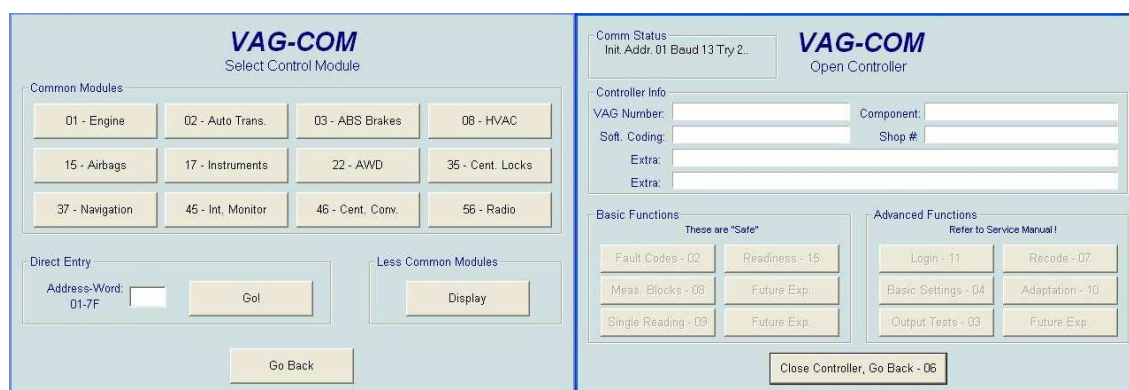 VAG-COM
Select Control Module
Common Modules
01 - Engine 02 - Auto Trans. 03 - ABS Brakes 08 - HVAC
15 - Airbags 17 - Instruments 22 - AWD 35 - Cent. Locks
37 - Navigation 45 - Int. Monitor 46 - Cent. Conv. 56 - Radio
Direct Entry
Address-Word:
01-7F
Go!
Less Common Modules
Display
Go Back
Comm Status
Init. Addr. 01 Baud 13 Try 2..
VAG-COM
Open Controller
Controller Info
VAG Number: Component:
Soft. Coding: Shop #:
Extra:
Extra:
Basic Functions
These are "Safe"
Fault Codes - 02 Readiness - 15
Meas. Blocks - 08 Future Exp.
Single Reading - 09 Future Exp.
Advanced Functions
Refer to Service Manual !
Login - 11 Recode - 07
Basic Settings - 04 Adaptation - 10
Output Tests - 03 Future Exp.
Close Controller, Go Back - 06